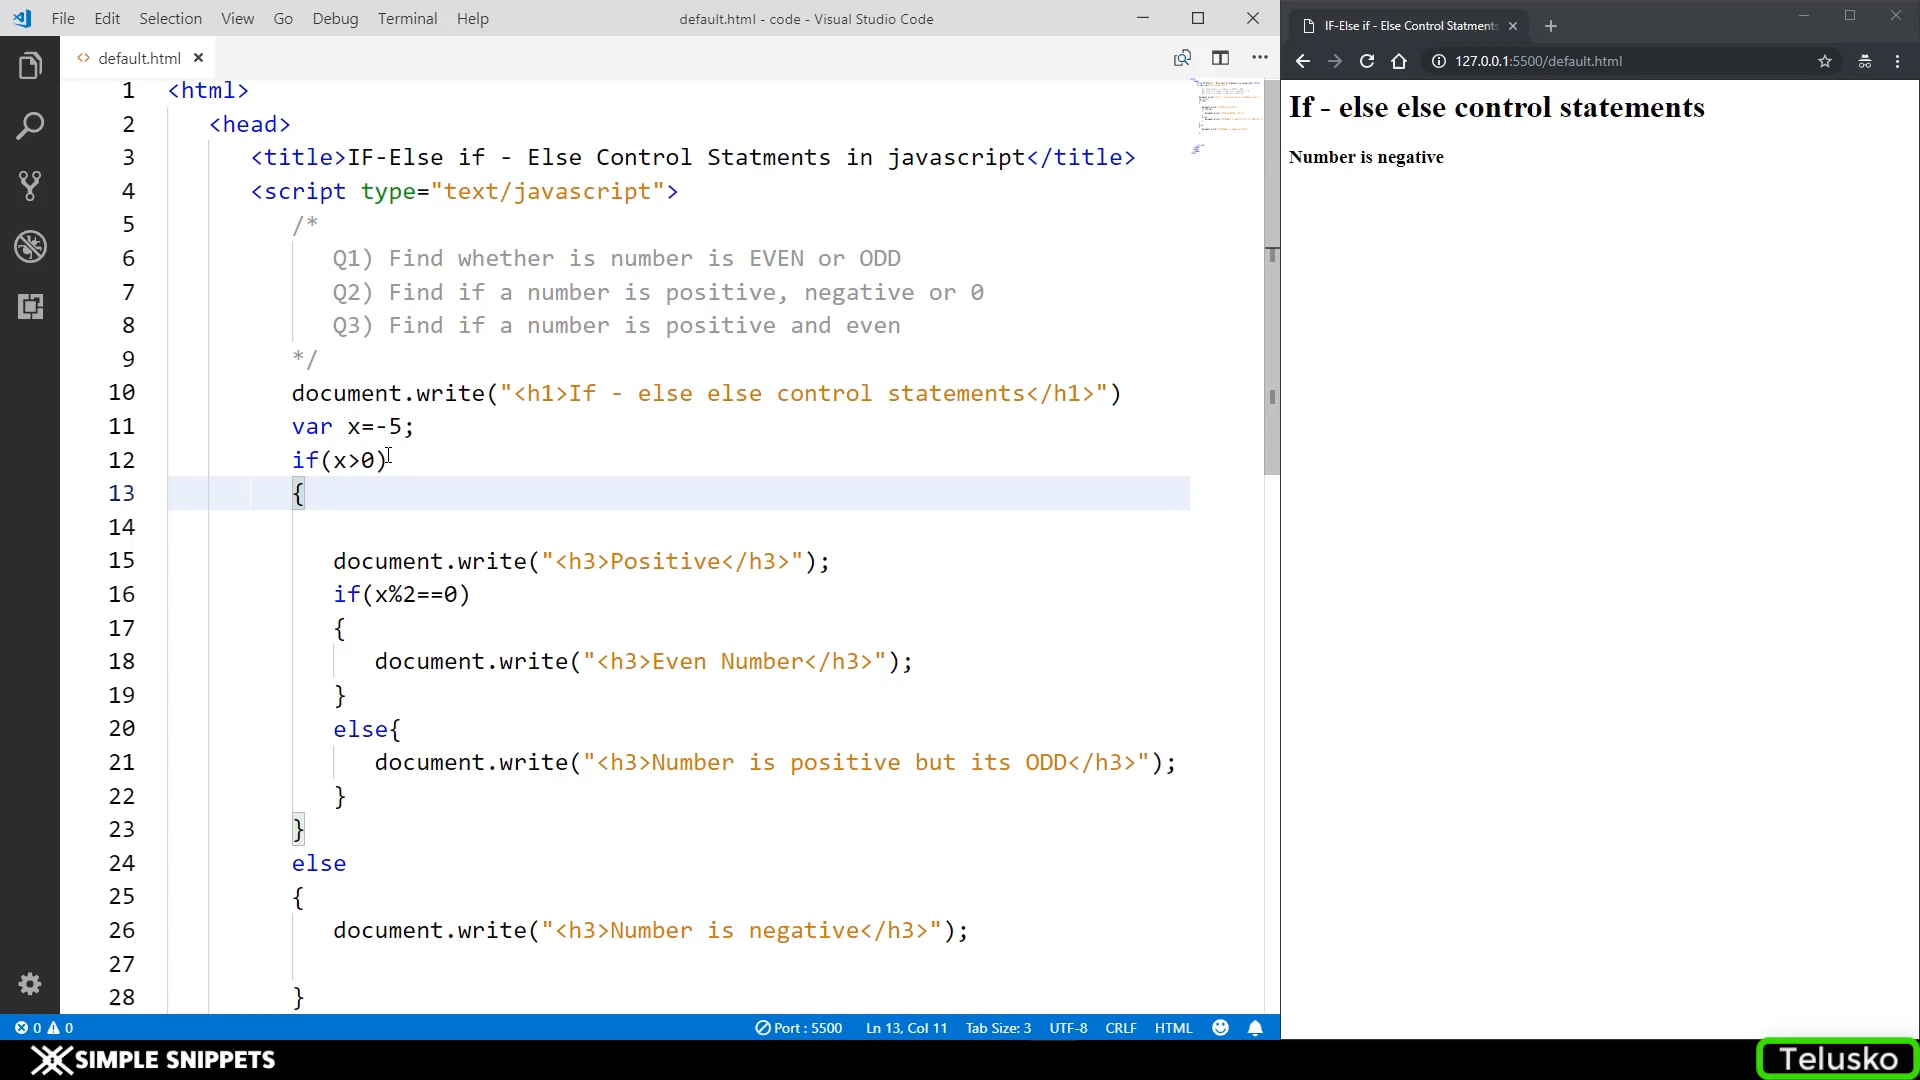 File Edit Selection View Go Debug Terminal Help
default.html - code - Visual Studio Code
default.html
1 <html>
2 <head>
3 <title>IF-Else if - Else Control Statments in javascript</title>
4 <script type="text/javascript">
5 /*
6 Q1) Find whether is number is EVEN or ODD
7 Q2) Find if a number is positive, negative or 0
8 Q3) Find if a number is positive and even
9 */
10 document.write("<h1>If - else else control statements</h1>")
11 var x=-5;
12 if(x>0)
13 {
14
15 document.write("<h3>Positive</h3>");
16 if(x%2==0)
17 {
18 document.write("<h3>Even Number</h3>");
19 }
20 else{
21 document.write("<h3>Number is positive but its ODD</h3>");
22 }
23 }
24 else
25 {
26 document.write("<h3>Number is negative</h3>");
27
28 }
0 0
Port : 5500 Ln 13, Col 11 Tab Size: 3 UTF-8 CRLF HTML
IF-Else if - Else Control Statments
127.0.0.1:5500/default.html
If - else else control statements
Number is negative
SIMPLE SNIPPETS
Telusko